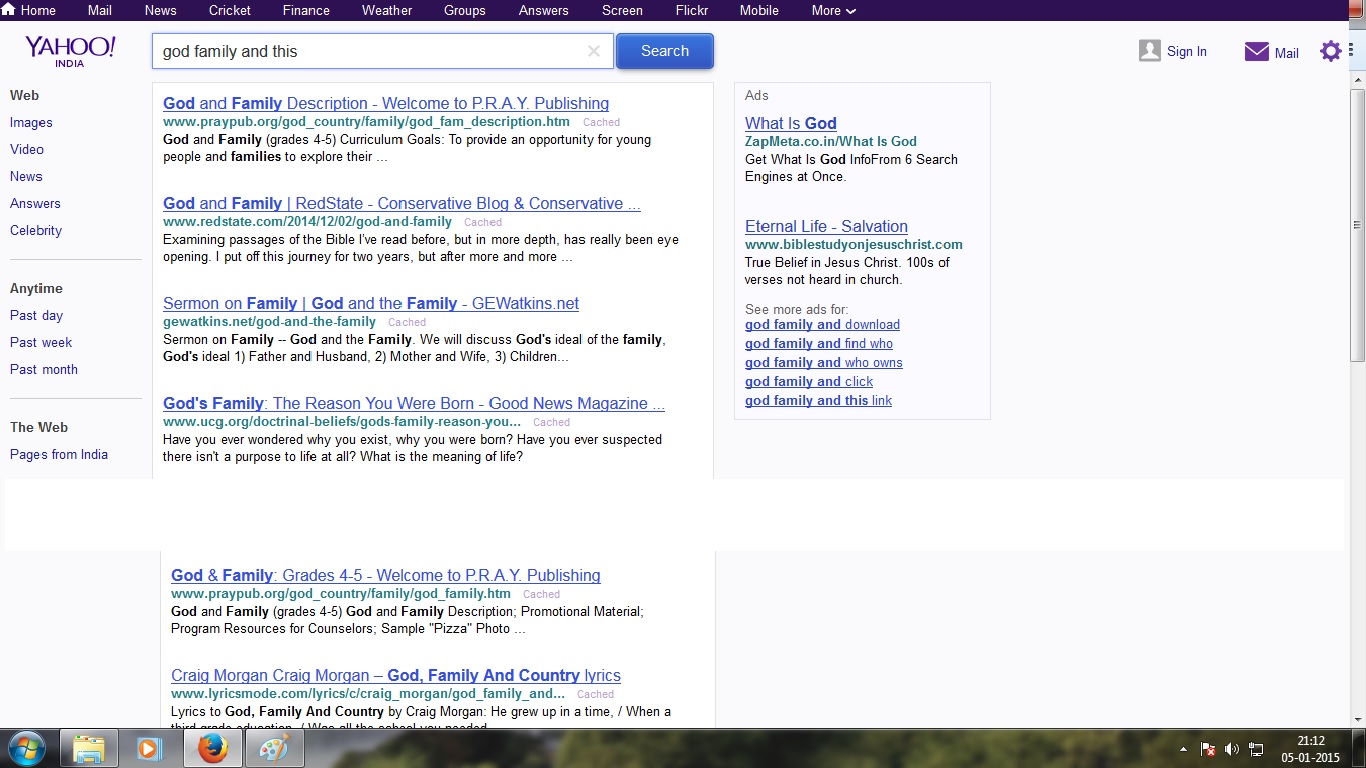 Home Mail News Cricket Finance Weather Groups Answers Screen Flickr Mobile More
YAHOO!
INDIA
god family and this
Search
Sign In
Mail
Web
Images
Video
News
Answers
Celebrity
Anytime
Past day
Past week
Past month
The Web
Pages from India
God and Family Description - Welcome to P.R.A.Y. Publishing
www.praypub.org/god_country/family/god_fam_description.htm Cached
God and Family (grades 4-5) Curriculum Goals: To provide an opportunity for young
people and families to explore their ...
God and Family | RedState - Conservative Blog & Conservative ...
www.redstate.com/2014/12/02/god-and-family Cached
Examining passages of the Bible I've read before, but in more depth, has really been eye
opening. I put off this journey for two years, but after more and more ...
Sermon on Family | God and the Family - GEWatkins.net
gewatkins.net/god-and-the-family Cached
Sermon on Family -- God and the Family. We will discuss God's ideal of the family,
God's ideal 1) Father and Husband, 2) Mother and Wife, 3) Children...
God's Family: The Reason You Were Born - Good News Magazine ...
www.ucg.org/doctrinal-beliefs/gods-family-reason-you... Cached
Have you ever wondered why you exist, why you were born? Have you ever suspected
there isn't a purpose to life at all? What is the meaning of life?
God & Family: Grades 4-5 - Welcome to P.R.A.Y. Publishing
www.praypub.org/god_country/family/god_family.htm Cached
God and Family (grades 4-5) God and Family Description; Promotional Material;
Program Resources for Counselors; Sample "Pizza" Photo ...
Craig Morgan Craig Morgan – God, Family And Country lyrics
www.lyricsmode.com/lyrics/c/craig_morgan/god_family_and... Cached
Lyrics to God, Family And Country by Craig Morgan: He grew up in a time, / When a
third grade education, / Was all the school you needed
Ads
What Is God
ZapMeta.co.in/What Is God
Get What Is God InfoFrom 6 Search
Engines at Once.
Eternal Life - Salvation
www.biblestudyonjesuschrist.com
True Belief in Jesus Christ. 100s of
verses not heard in church.
See more ads for:
god family and download
god family and find who
god family and who owns
god family and click
god family and this link
21:12
05-01-2015